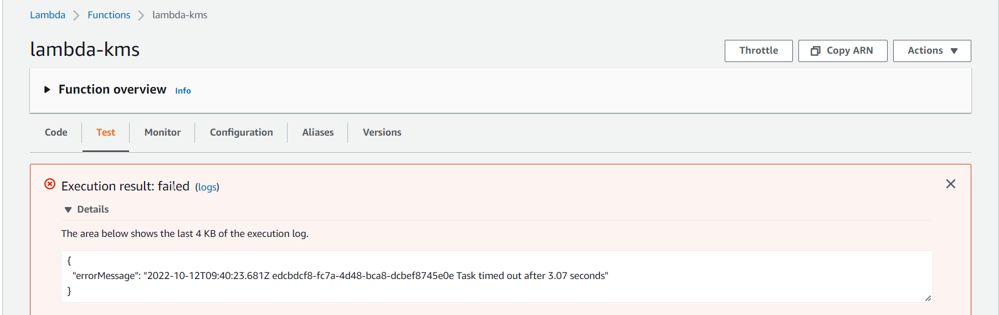 Lambda > Functions > lambda-kms
lambda-kms
Throttle Copy ARN Actions
Function overview Info
Code Test Monitor Configuration Aliases Versions
Execution result: failed (logs)
Details
The area below shows the last 4 KB of the execution log.
{
"errorMessage": "2022-10-12T09:40:23.681Z edcbdcf8-fc7a-4d48-bca8-dcbef8745e0e Task timed out after 3.07 seconds"
}